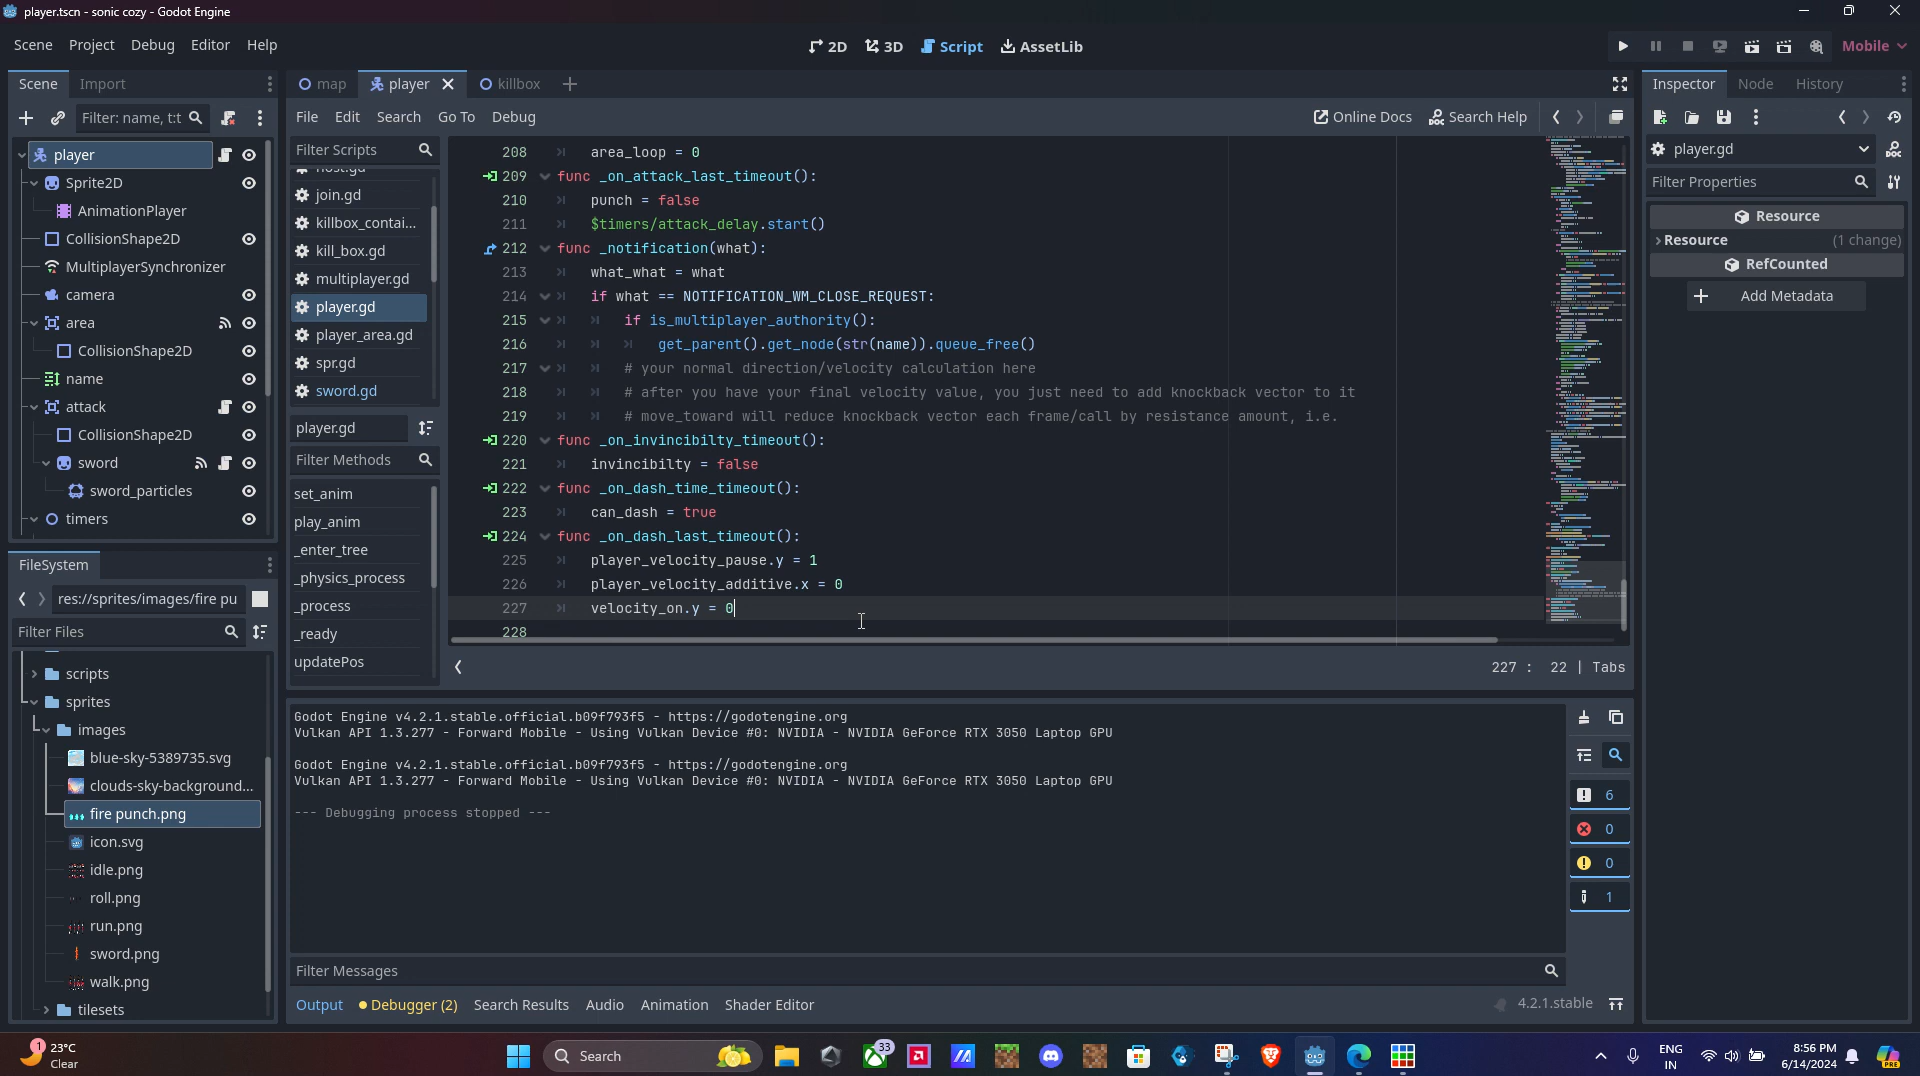 player.tscn - sonic cozy - Godot Engine
Scene Project Debug Editor Help
2D 3D Script AssetLib
Mobile
Scene Import
map player killbox
Inspector Node History
Filter: name, t:t
File Edit Search Go To Debug
Online Docs Search Help
player
Sprite2D
AnimationPlayer
CollisionShape2D
MultiplayerSynchronizer
camera
area
CollisionShape2D
name
attack
CollisionShape2D
sword
sword_particles
timers
FileSystem
res://sprites/images/fire pu
Filter Files
scripts
sprites
images
blue-sky-5389735.svg
clouds-sky-background...
fire punch.png
icon.svg
idle.png
roll.png
run.png
sword.png
walk.png
tilesets
Filter Scripts
host.gd
join.gd
killbox_contai...
kill_box.gd
multiplayer.gd
player.gd
player_area.gd
spr.gd
sword.gd
player.gd
Filter Methods
set_anim
play_anim
_enter_tree
_physics_process
_process
_ready
updatePos
208 area_loop = 0
209 func _on_attack_last_timeout():
210 punch = false
211 $timers/attack_delay.start()
212 func _notification(what):
213 what_what = what
214 if what == NOTIFICATION_WM_CLOSE_REQUEST:
215 if is_multiplayer_authority():
216 get_parent().get_node(str(name)).queue_free()
217 # your normal direction/velocity calculation here
218 # after you have your final velocity value, you just need to add knockback vector to it
219 # move_toward will reduce knockback vector each frame/call by resistance amount, i.e.
220 func _on_invincibilty_timeout():
221 invincibilty = false
222 func _on_dash_time_timeout():
223 can_dash = true
224 func _on_dash_last_timeout():
225 player_velocity_pause.y = 1
226 player_velocity_additive.x = 0
227 velocity_on.y = 0
228
227 : 22 | Tabs
Godot Engine v4.2.1.stable.official.b09f793f5 - https://godotengine.org
Vulkan API 1.3.277 - Forward Mobile - Using Vulkan Device #0: NVIDIA - NVIDIA GeForce RTX 3050 Laptop GPU
Godot Engine v4.2.1.stable.official.b09f793f5 - https://godotengine.org
Vulkan API 1.3.277 - Forward Mobile - Using Vulkan Device #0: NVIDIA - NVIDIA GeForce RTX 3050 Laptop GPU
--- Debugging process stopped ---
6
0
0
1
Filter Messages
Output Debugger (2) Search Results Audio Animation Shader Editor
4.2.1.stable
player.gd
Filter Properties
Resource
Resource (1 change)
RefCounted
Add Metadata
1
23°C
Clear
Search
33
ENG
IN
8:56 PM
6/14/2024
PRE